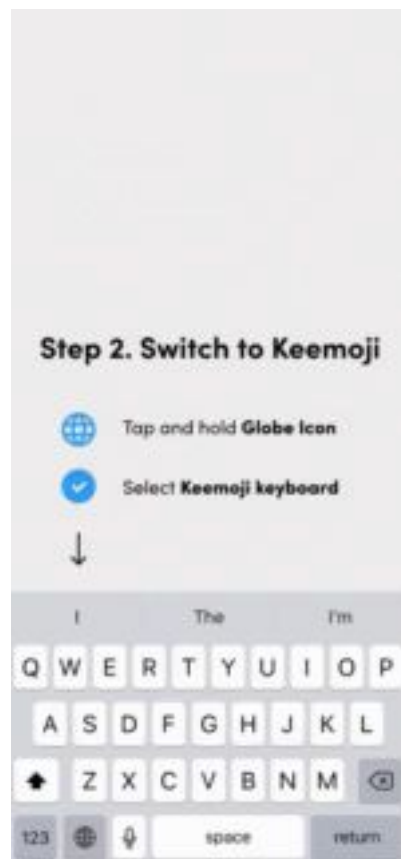 Step 2. Switch to Keemoji
Tap and hold Globe Icon
Select Keemoji keyboard
I The I'm
Q W E R T Y U I O P
A S D F G H J K L
Z X C V B N M
123 space return